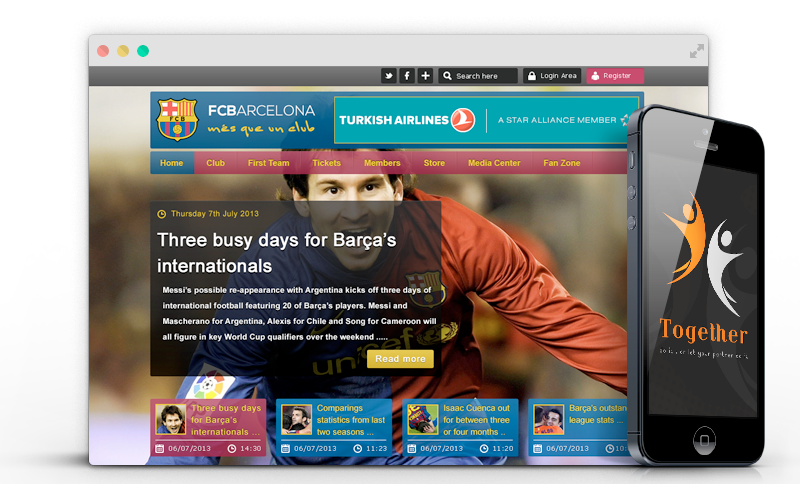 Search here
Login Area
Register
FCB
FCBARCELONA
més que un club
TURKISH AIRLINES
A STAR ALLIANCE MEMBER
Home
Club
First Team
Tickets
Members
Store
Media Center
Fan Zone
Thursday 7th July 2013
Three busy days for Barça's
internationals
Messi's possible re-appearance with Argentina kicks off three days of
international football featuring 20 of Barça's players. Messi and
Mascherano for Argentina, Alexis for Chile and Song for Cameroon will
all figure in key World Cup qualifiers over the weekend .....
Read more
unicef
Three busy days
for Barça's
internationals
06/07/2013 14:30
Comparings
statistics from last
two seasons ...
06/07/2013 11:23
Isaac Cuenca out
for between three
or four months ..
06/07/2013 11:20
Barça's outstan
league stats ...
06/07/2013
Together
let your partner